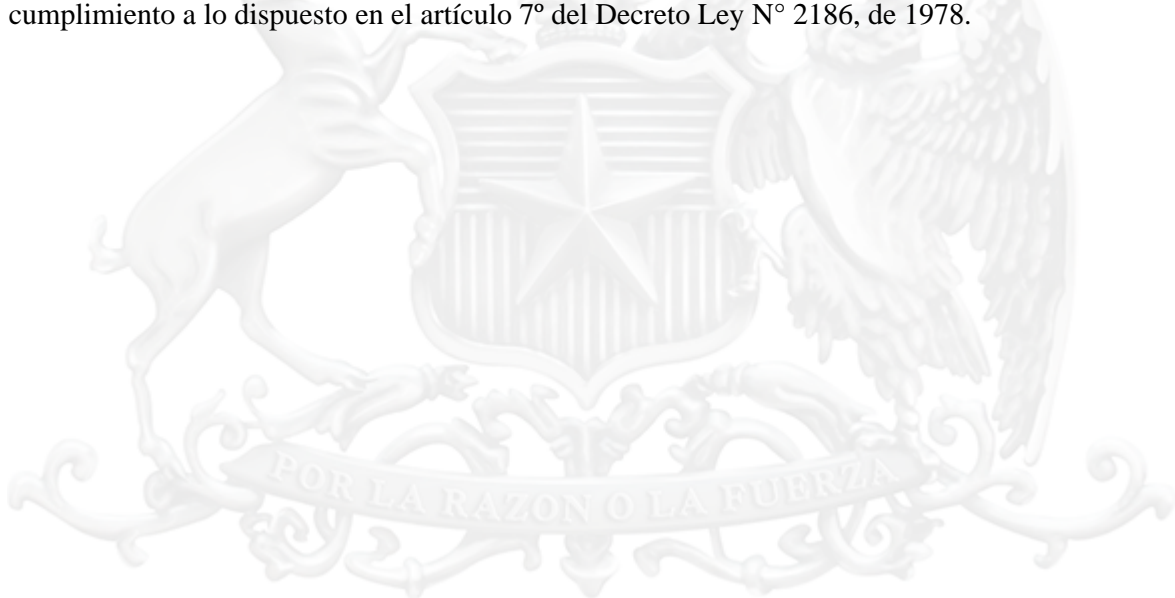 cumplimiento a lo dispuesto en el artículo 7º del Decreto Ley N° 2186, de 1978.
POR LA RAZON O LA FUERZA